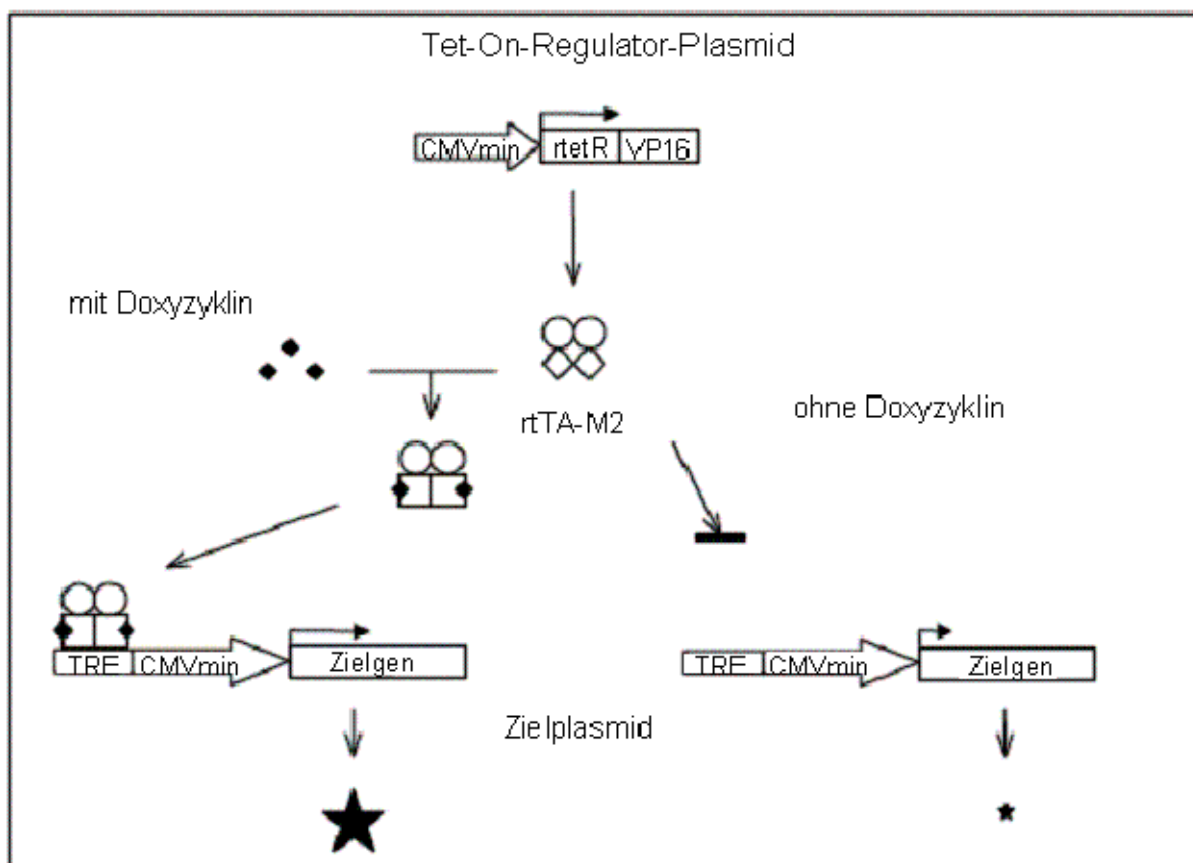 Tet-On-Regulator-Plasmid
CMVmin rtetR VP16
mit Doxyzyklin
rtTA-M2
ohne Doxyzyklin
TRE CMVmin Zielgen
TRE CMVmin Zielgen
Zielplasmid